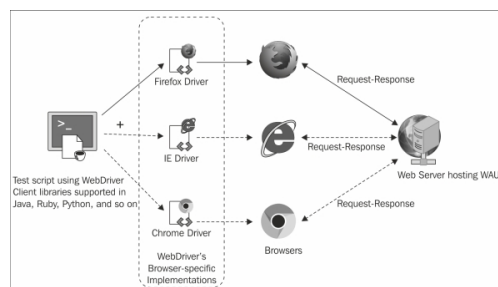 Firefox Driver
Request-Response
>_
+
IE Driver
Request-Response
Test script using WebDriver
Client libraries supported in
Java, Ruby, Python, and so on
Web Server hosting WAU
Request-Response
Chrome Driver
Browsers
WebDriver's
Browser-specific
Implementations